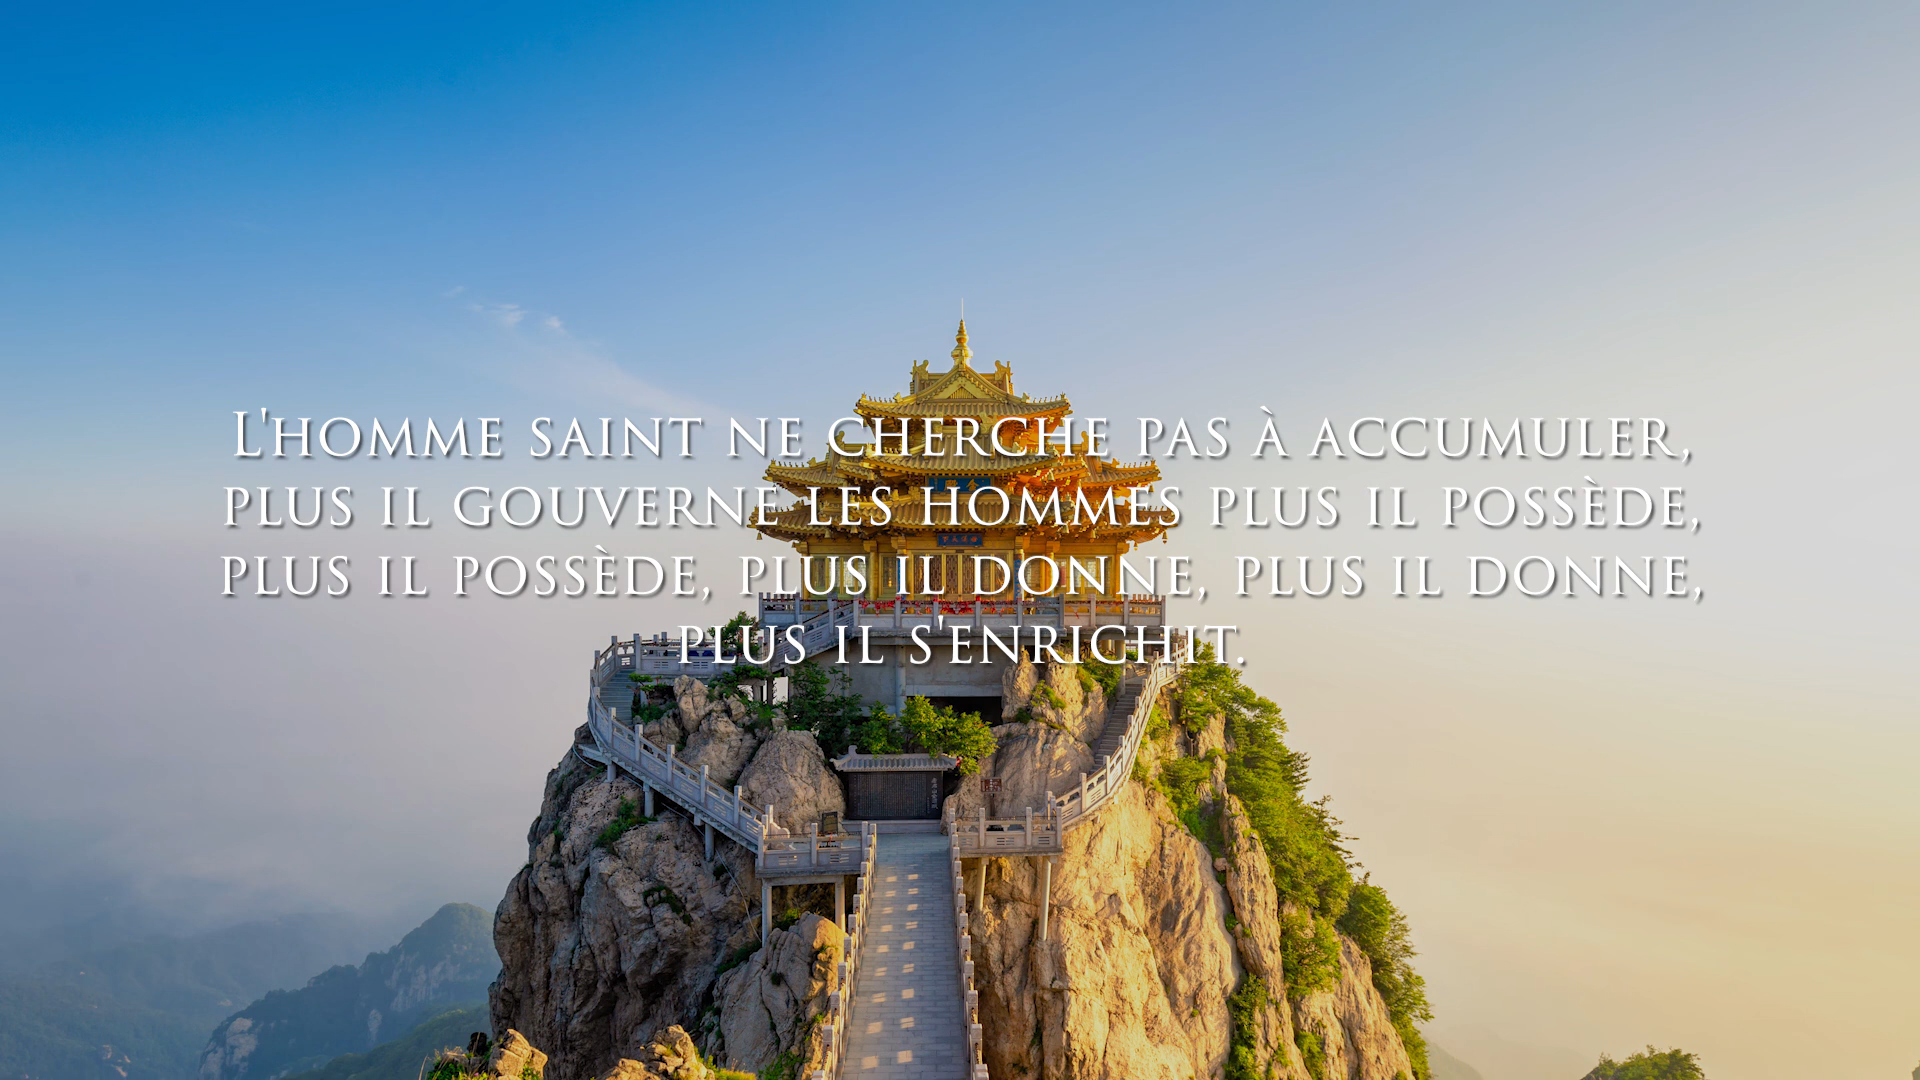 L'HOMME SAINT NE CHERCHE PAS À ACCUMULER,
PLUS IL GOUVERNE LES HOMMES PLUS IL POSSÈDE,
PLUS IL POSSÈDE, PLUS IL DONNE, PLUS IL DONNE,
PLUS IL S'ENRICHIT.